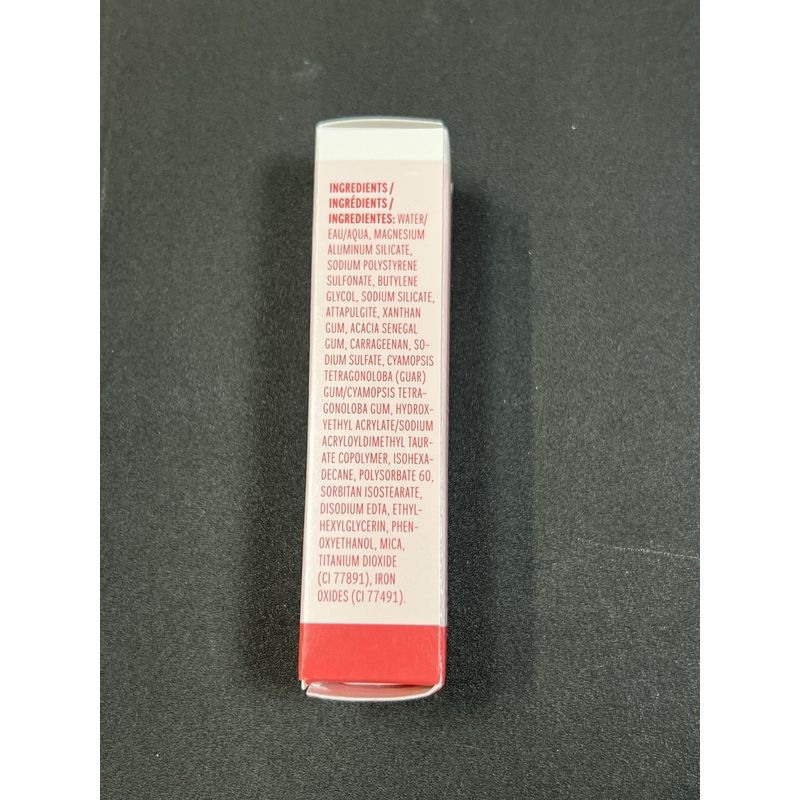 INGREDIENTS /
INGRÉDIENTS /
INGREDIENTES: WATER/
EAU/AQUA, MAGNESIUM
ALUMINUM SILICATE,
SODIUM POLYSTYRENE
SULFONATE, BUTYLENE
GLYCOL, SODIUM SILICATE,
ATTAPULGITE, XANTHAN
GUM, ACACIA SENEGAL
GUM, CARRAGEENAN, SO-
DIUM SULFATE, CYAMOPSIS
TETRAGONOLOBA (GUAR)
GUM/CYAMOPSIS TETRA-
GONOLOBA GUM, HYDROX-
YETHYL ACRYLATE/SODIUM
ACRYLOYLDIMETHYL TAUR-
ATE COPOLYMER, ISOHEXA-
DECANE, POLYSORBATE 60,
SORBITAN ISOSTEARATE,
DISODIUM EDTA, ETHYL-
HEXYLGLYCERIN, PHEN-
OXYETHANOL, MICA,
TITANIUM DIOXIDE
(CI 77891), IRON
OXIDES (CI 77491).